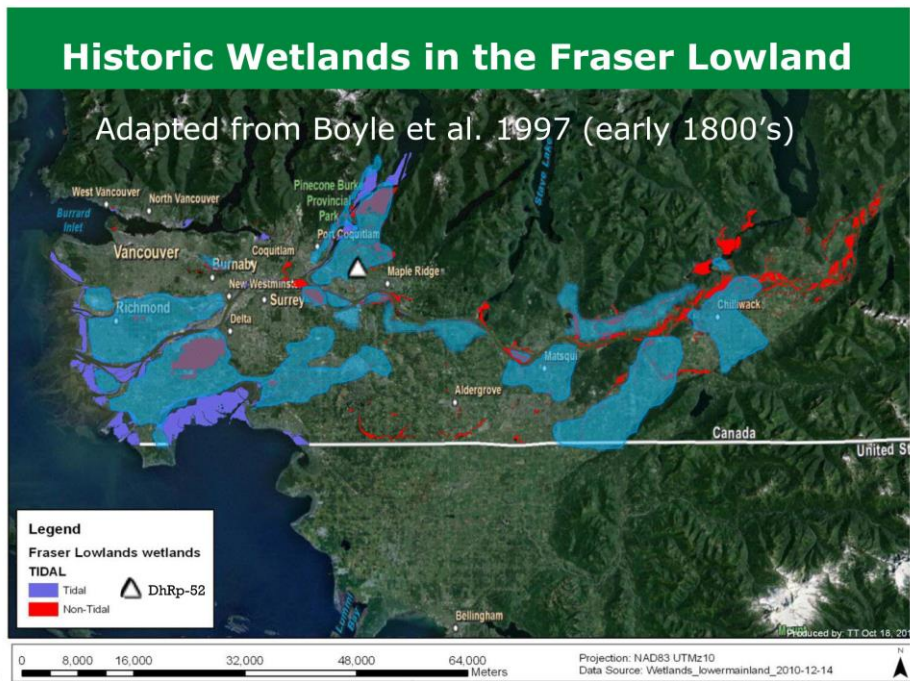 Historic Wetlands in the Fraser Lowland
Adapted from Boyle et al. 1997 (early 1800's)
Slave Lake
Pinecone Burk
Provincial
Park
West Vancouver
North Vancouver
Burrard
Inlet
Port Coquitlam
Vancouver
Coquitlam
Burnaby
Maple Ridge
New Westminst
Surrey
Richmond
Delta
Chilliwack
Matsqui
Aldergrove
Canada
United St
Legend
Fraser Lowlands wetlands
TIDAL
Tidal
DhRp-52
Non-Tidal
Bellingham
Produced by: TT Oct 18, 201
0 8,000 16,000 32,000 48,000 64,000
Meters
Projection: NAD83 UTMz10
Data Source: Wetlands_lowermainland_2010-12-14
N